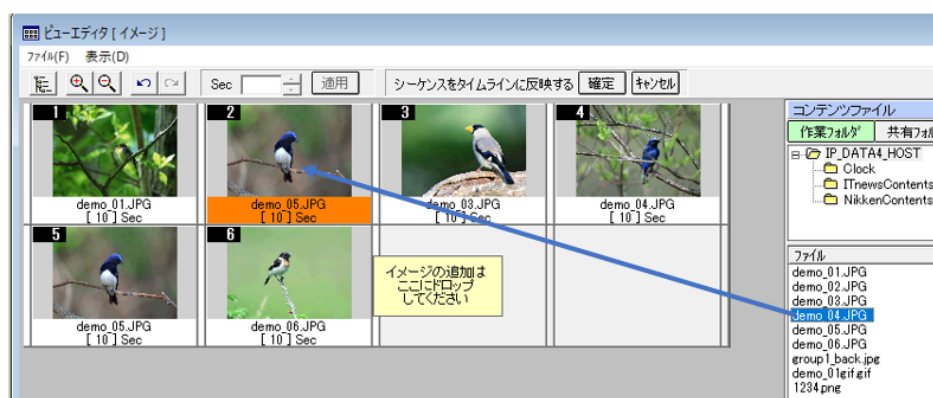 ビューエディタ [ イメージ ]
ファイル(F) 表示(D)
Sec 適用 シーケンスをタイムラインに反映する 確定 キャンセル
1 2 3 4
demo_01.JPG demo_05.JPG demo_03.JPG demo_04.JPG
[ 10 ] Sec [ 10 ] Sec [ 10 ] Sec [ 10 ] Sec
5 6
イメージの追加は
ここにドロップ
してください
demo_05.JPG demo_06.JPG
[ 10 ] Sec [ 10 ] Sec
コンテンツファイル
作業フォルダ 共有フォル
IP_DATA4_HOST
Clock
ITnewsContents
NikkenContents
ファイル
demo_01.JPG
demo_02.JPG
demo_03.JPG
demo_04.JPG
demo_05.JPG
demo_06.JPG
group1_back.jpg
demo_01gif.gif
1234.png